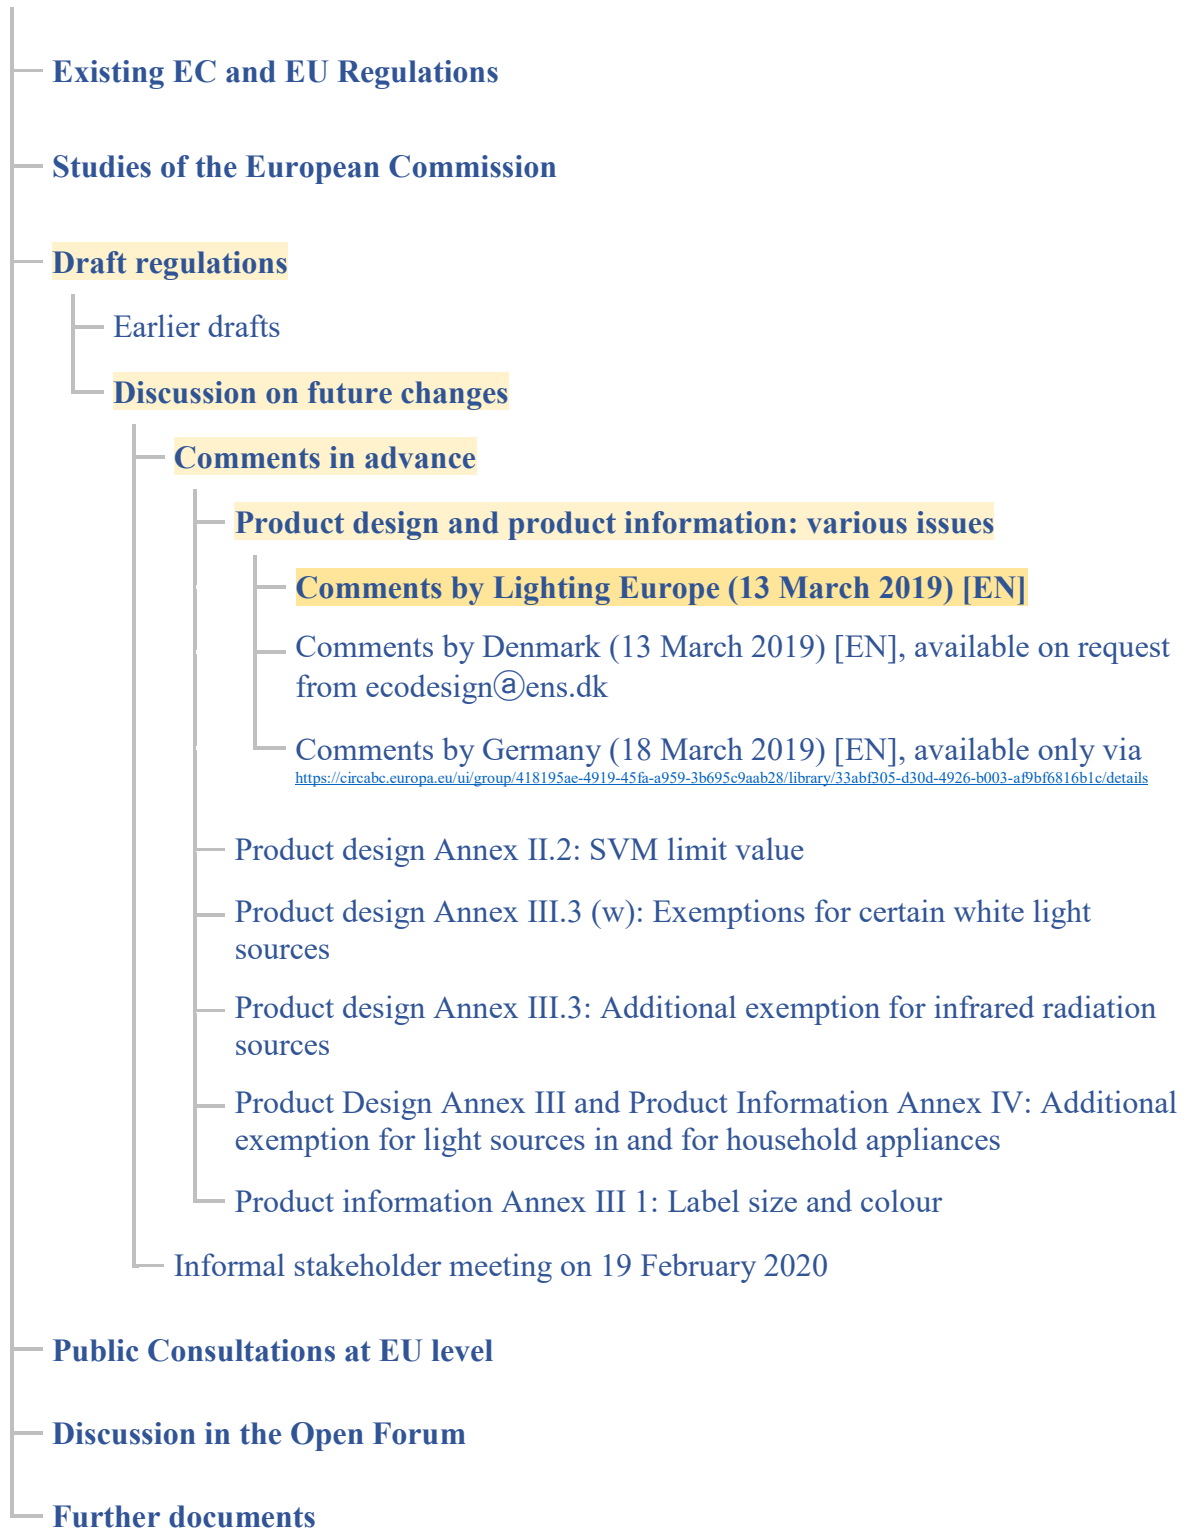 Existing EC and EU Regulations
Studies of the European Commission
Draft regulations
Earlier drafts
Discussion on future changes
Comments in advance
Product design and product information: various issues
Comments by Lighting Europe (13 March 2019) [EN]
Comments by Denmark (13 March 2019) [EN], available on request
from ecodesignⓐens.dk
Comments by Germany (18 March 2019) [EN], available only via
https://circabc.europa.eu/ui/group/418195ae-4919-45fa-a959-3b695c9aab28/library/33abf305-d30d-4926-b003-af9bf6816b1c/details
Product design Annex II.2: SVM limit value
Product design Annex III.3 (w): Exemptions for certain white light
sources
Product design Annex III.3: Additional exemption for infrared radiation
sources
Product Design Annex III and Product Information Annex IV: Additional
exemption for light sources in and for household appliances
Product information Annex III 1: Label size and colour
Informal stakeholder meeting on 19 February 2020
Public Consultations at EU level
Discussion in the Open Forum
Further documents